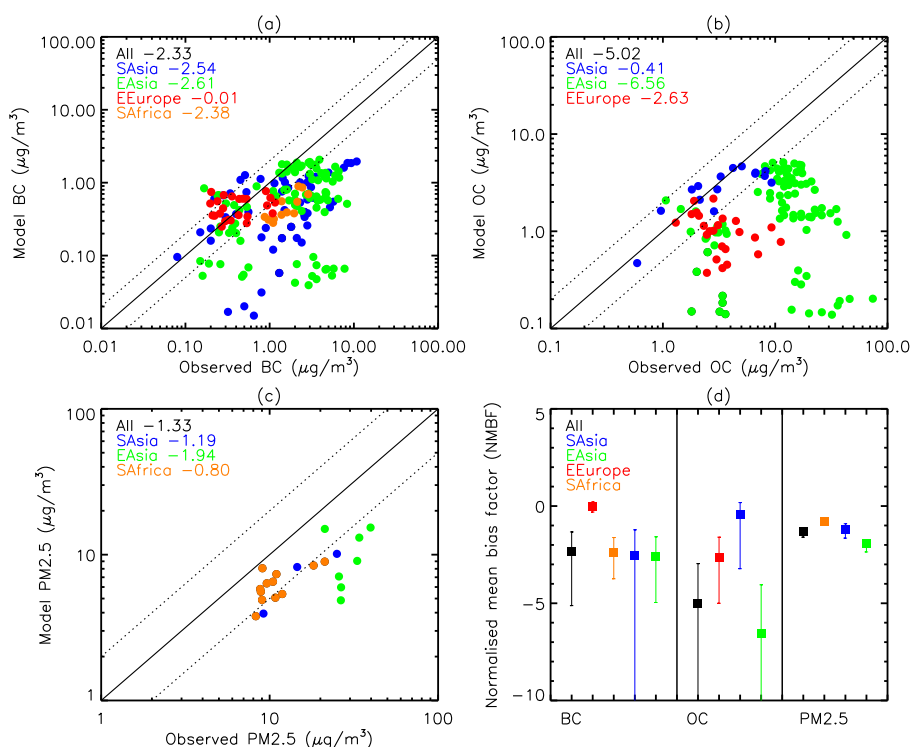 (a)
100.00
10.00
1.00
0.10
0.01
Model BC (μg/m³)
All −2.33
SAsia −2.54
EAsia −2.61
EEurope −0.01
SAfrica −2.38
0.01 0.10 1.00 10.00 100.00
Observed BC (μg/m³)
(b)
100.0
10.0
1.0
0.1
Model OC (μg/m³)
All −5.02
SAsia −0.41
EAsia −6.56
EEurope −2.63
0.1 1.0 10.0 100.0
Observed OC (μg/m³)
(c)
100
10
1
Model PM2.5 (μg/m³)
All −1.33
SAsia −1.19
EAsia −1.94
SAfrica −0.80
1 10 100
Observed PM2.5 (μg/m³)
(d)
5
0
−5
−10
Normalised mean bias factor (NMBF)
All
SAsia
EAsia
EEurope
SAfrica
BC OC PM2.5